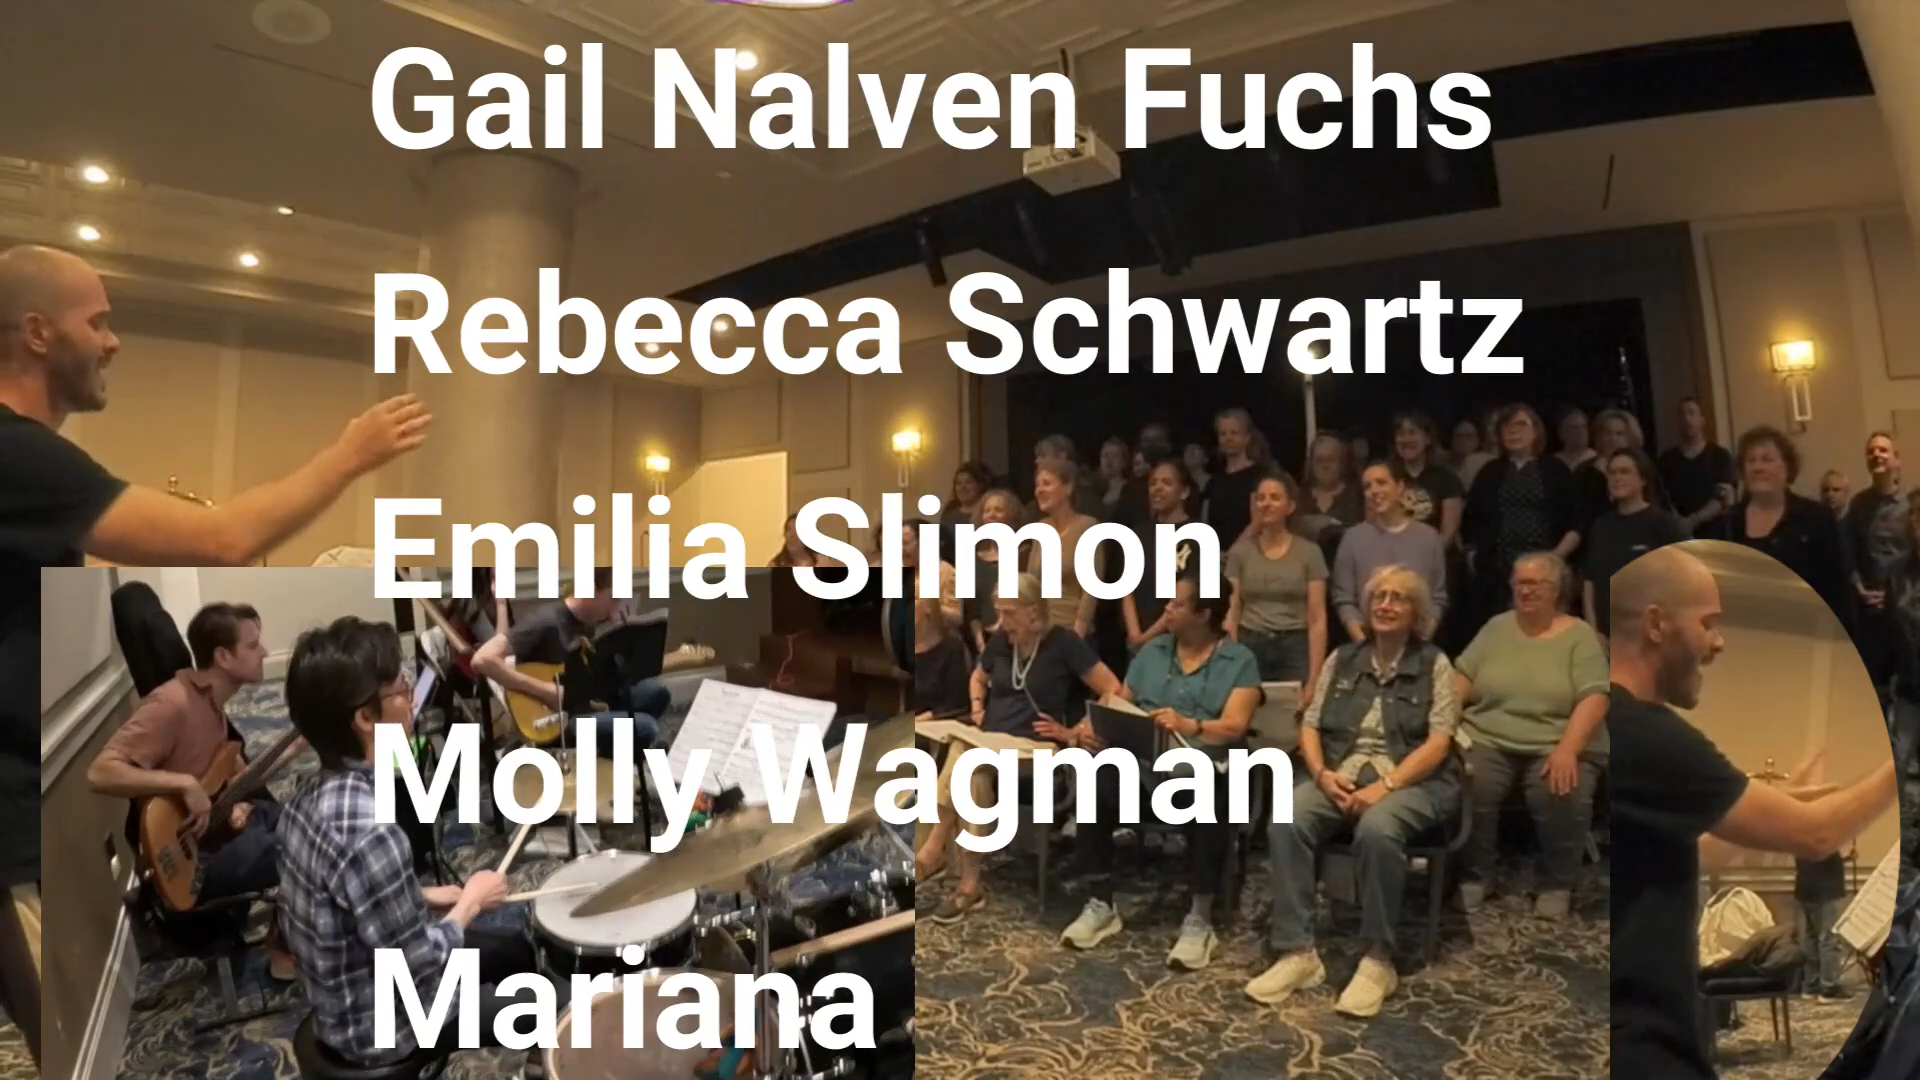 Gail Nalven Fuchs
Rebecca Schwartz
Emilia Slimon
Molly Wagman
Mariana